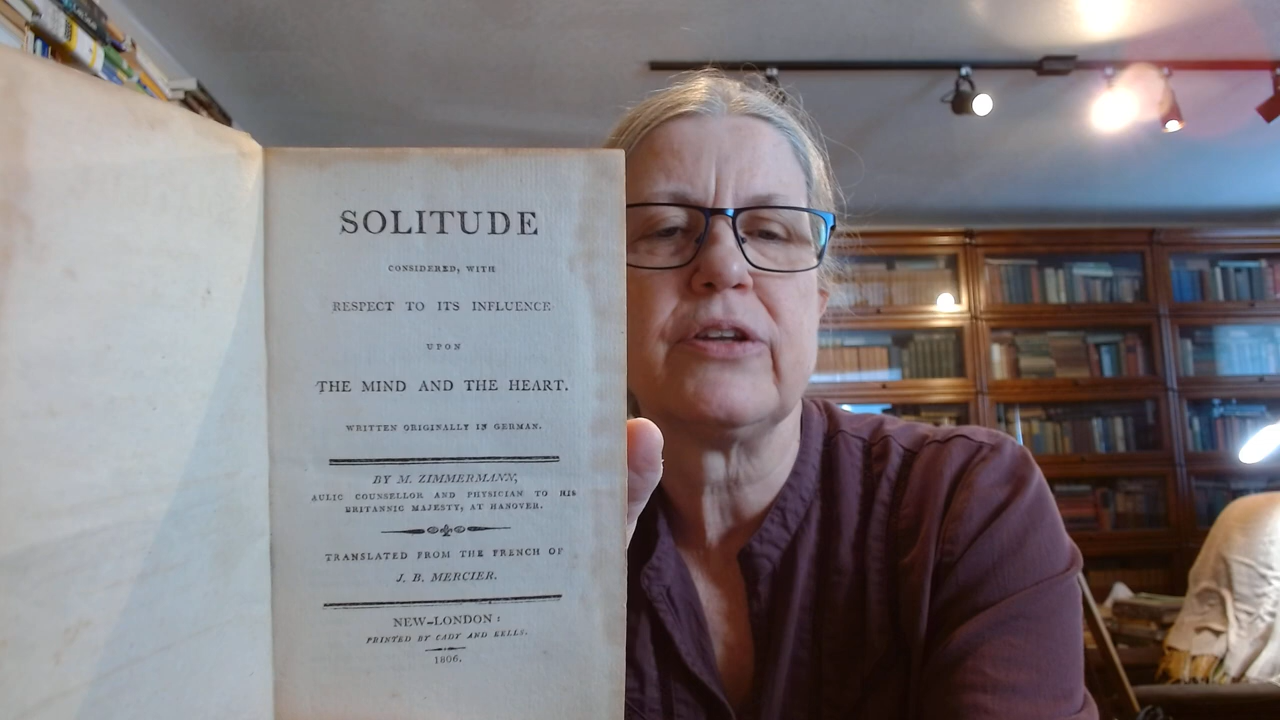 SOLITUDE
CONSIDERED, WITH
RESPECT TO ITS INFLUENCE
UPON
THE MIND AND THE HEART.
WRITTEN ORIGINALLY IN GERMAN.
BY M. ZIMMERMANN,
AULIC COUNSELLOR AND PHYSICIAN TO HIS
BRITANNIC MAJESTY, AT HANOVER.
TRANSLATED FROM THE FRENCH OF
J. B. MERCIER.
NEW-LONDON:
PRINTED BY CADY AND EELLS.
1806.